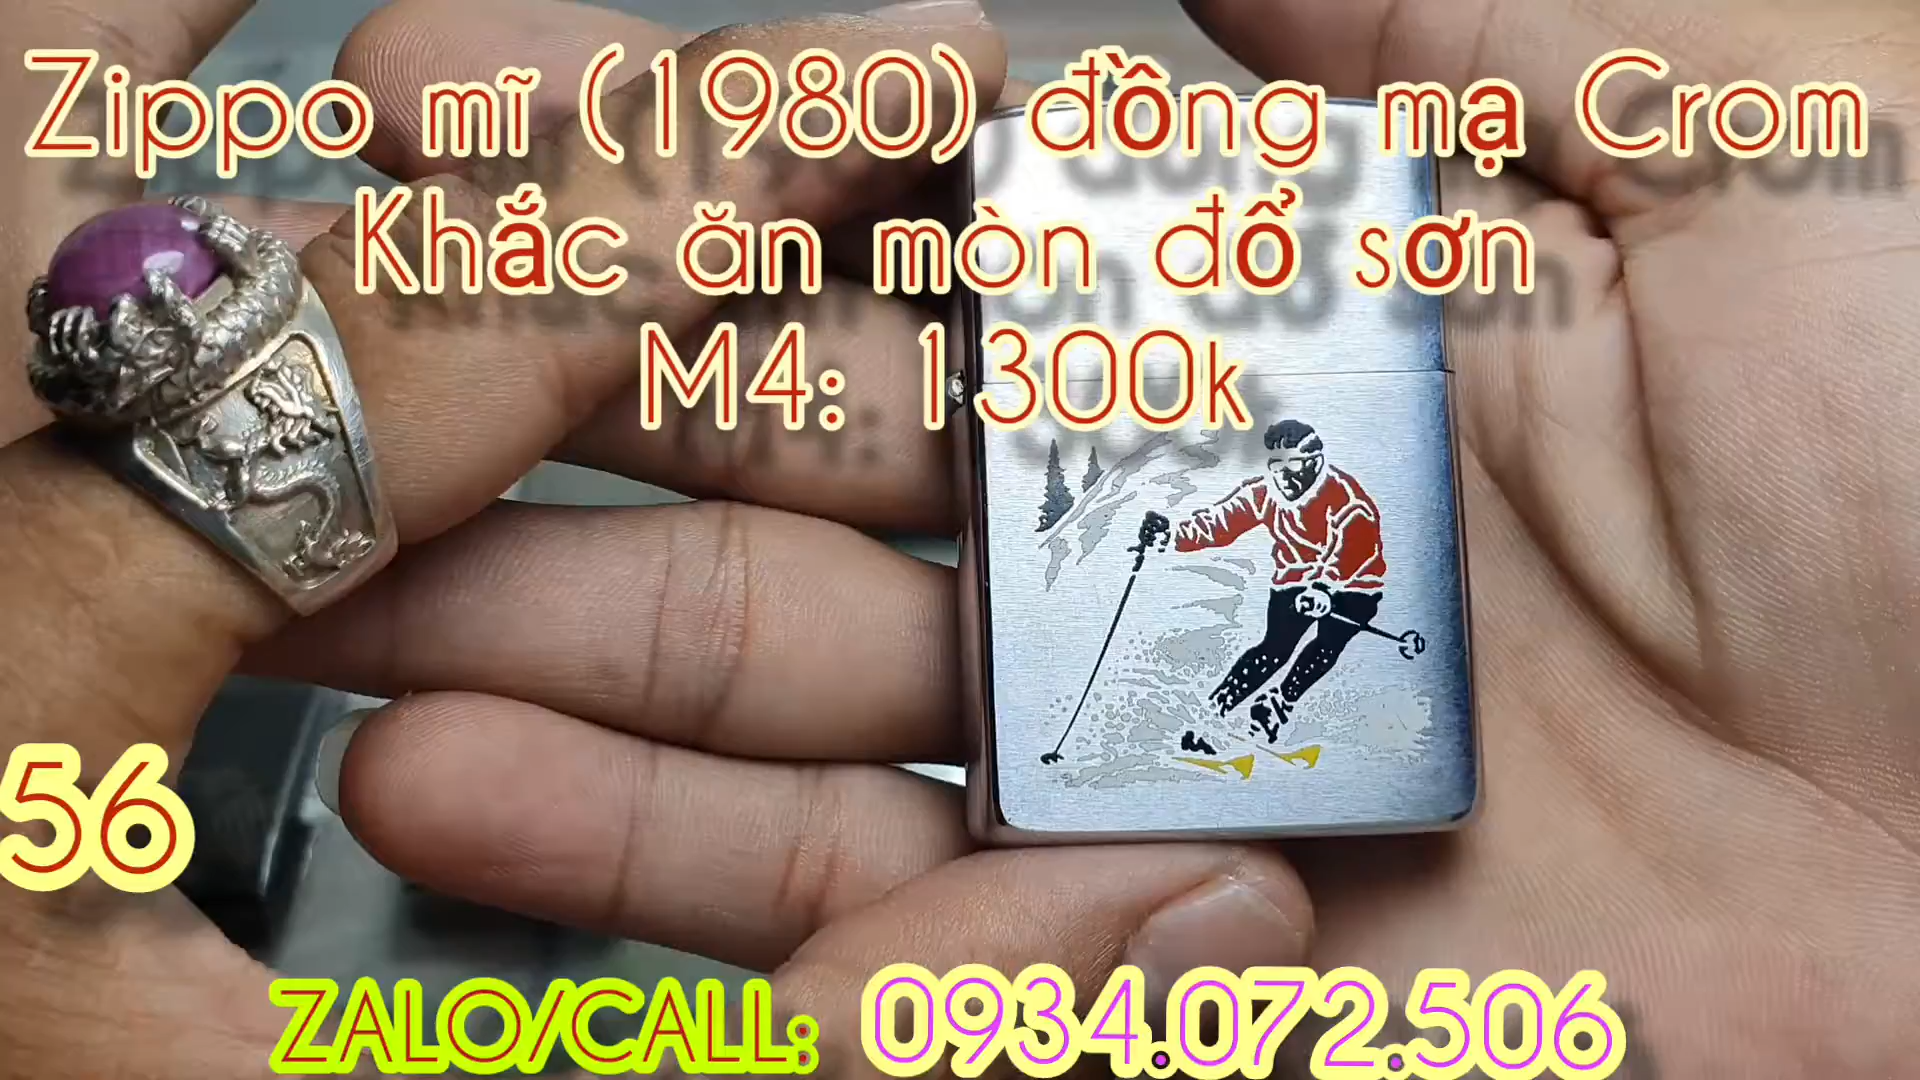 Zippo mĩ (1980) đồng mạ Crom
Khắc ăn mòn đổ sơn
M4: 1300k
56
ZALO/CALL: 0934.072.506